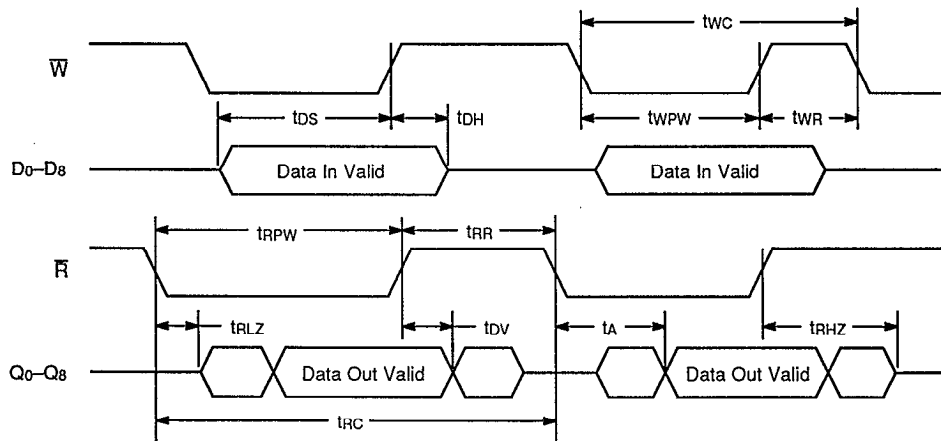 tWC
W
tDS
tDH
tWPW
tWR
D0–D8
Data In Valid
Data In Valid
tRPW
tRR
R
tRLZ
tDV
tA
tRHZ
Q0–Q8
Data Out Valid
Data Out Valid
tRC